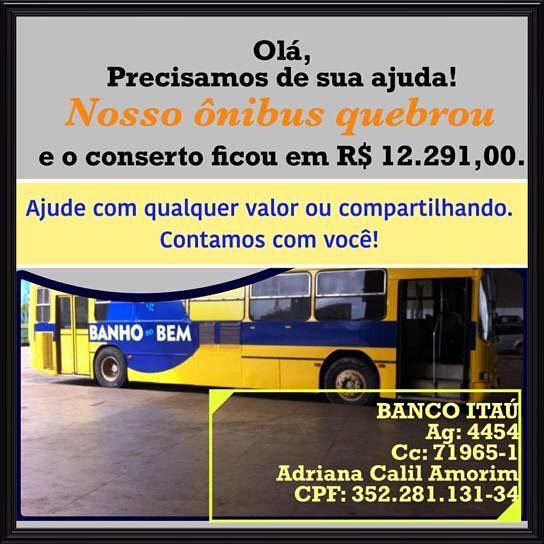 Olá,
Precisamos de sua ajuda!
Nosso ônibus quebrou
e o conserto ficou em R$ 12.291,00.
Ajude com qualquer valor ou compartilhando.
Contamos com você!
BANHO DO BEM
BANCO ITAÚ
Ag: 4454
Cc: 71965-1
Adriana Calil Amorim
CPF: 352.281.131-34